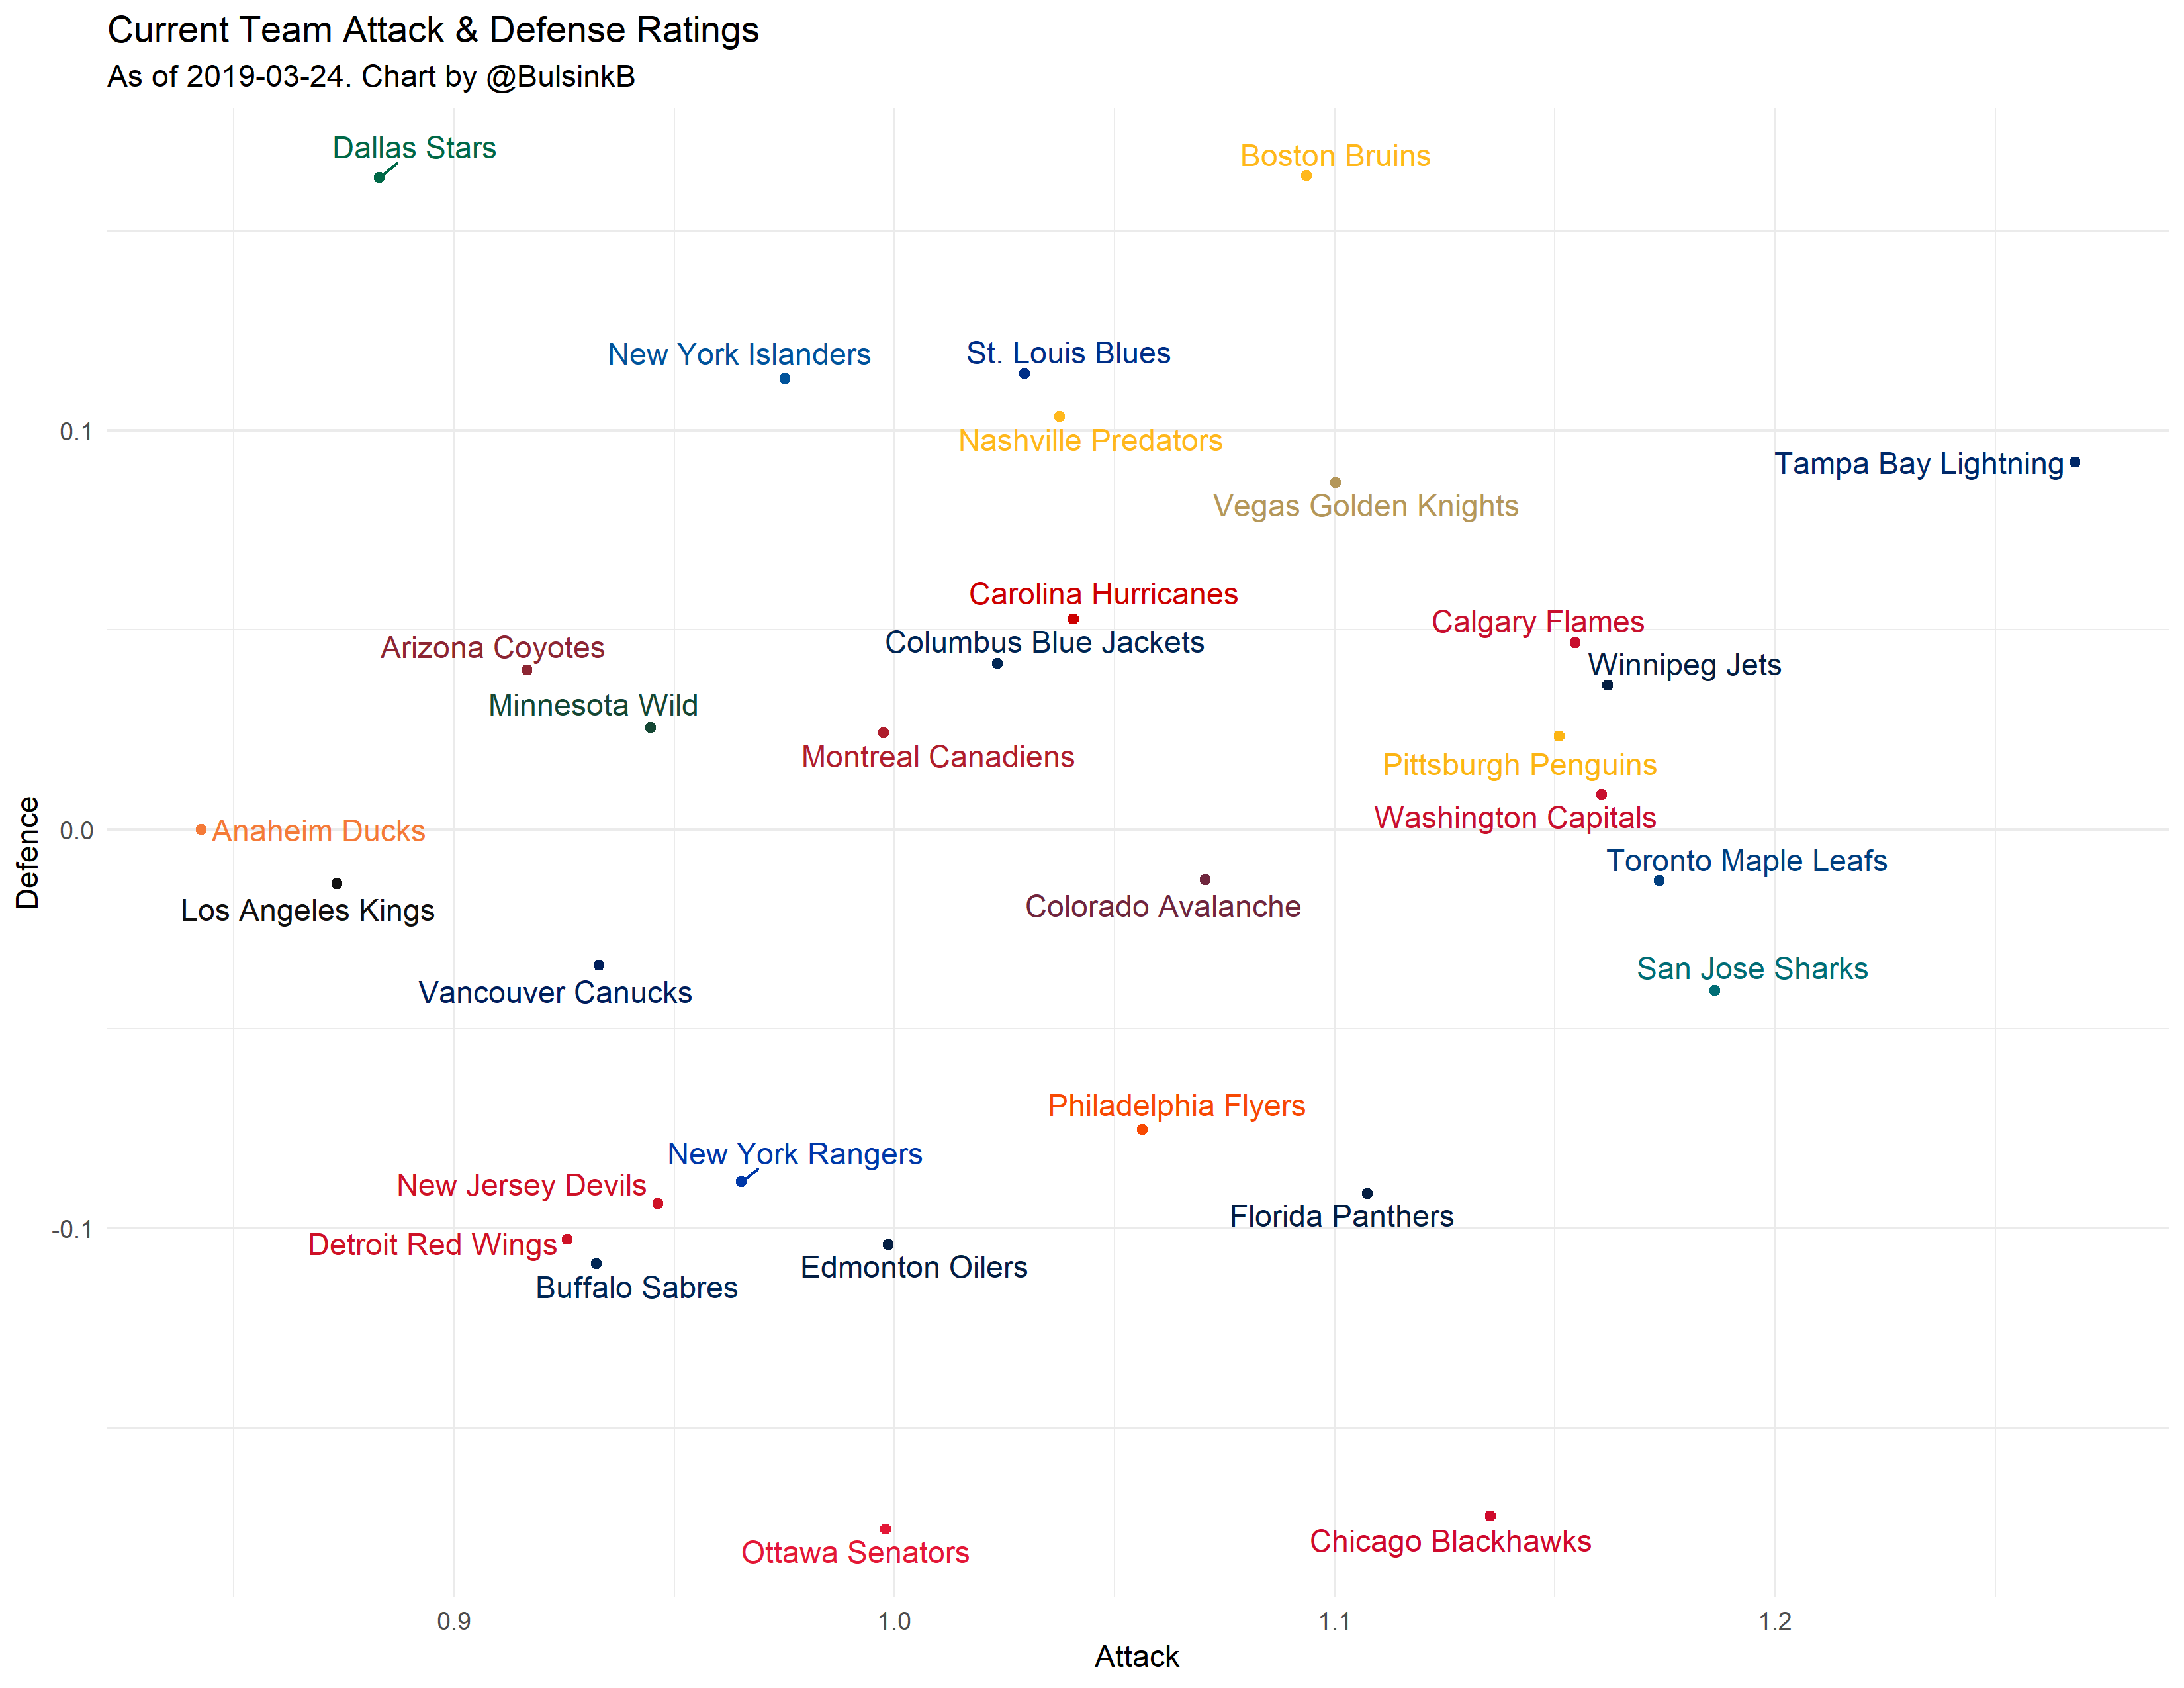 Current Team Attack & Defense Ratings
As of 2019-03-24. Chart by @BulsinkB
Dallas Stars
Boston Bruins
New York Islanders
St. Louis Blues
0.1
Nashville Predators
Tampa Bay Lightning
Vegas Golden Knights
Carolina Hurricanes
Calgary Flames
Columbus Blue Jackets
Arizona Coyotes
Winnipeg Jets
Minnesota Wild
Montreal Canadiens
Pittsburgh Penguins
Washington Capitals
0.0
Anaheim Ducks
Defence
Toronto Maple Leafs
Colorado Avalanche
Los Angeles Kings
San Jose Sharks
Vancouver Canucks
Philadelphia Flyers
New York Rangers
New Jersey Devils
Florida Panthers
-0.1
Detroit Red Wings
Edmonton Oilers
Buffalo Sabres
Chicago Blackhawks
Ottawa Senators
0.9
1.0
1.1
1.2
Attack